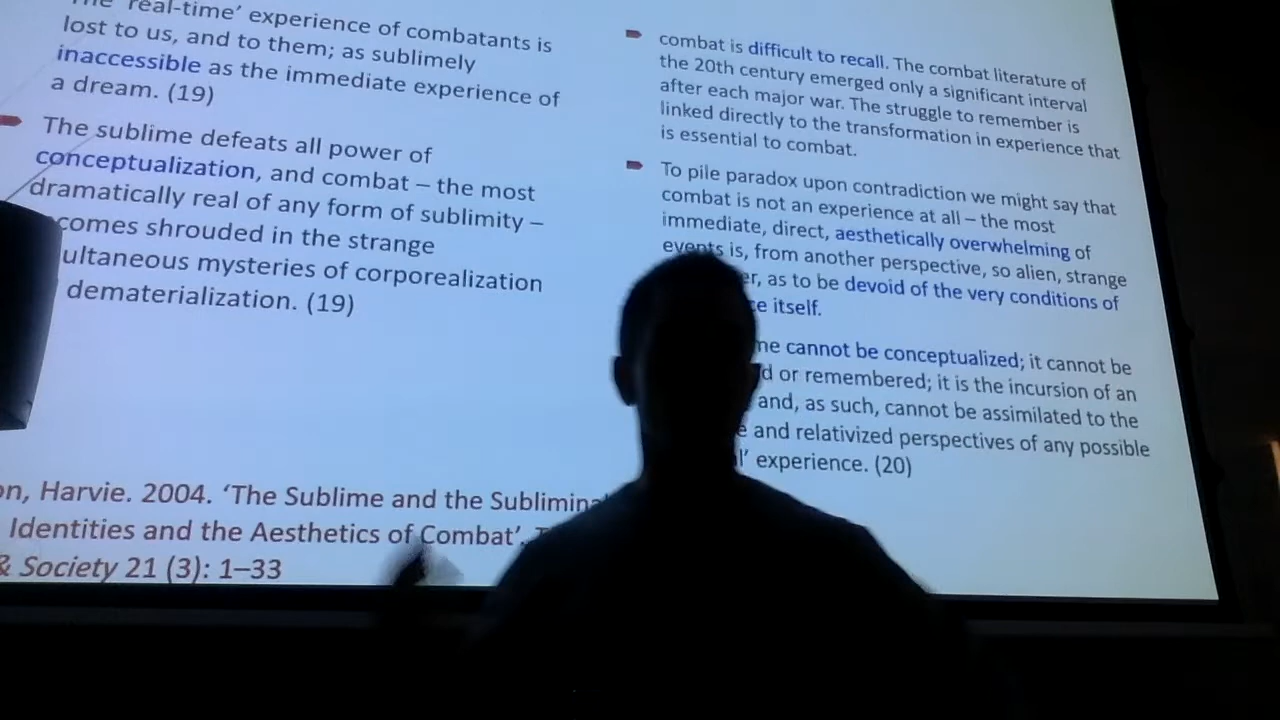 The 'real-time' experience of combatants is
lost to us, and to them; as sublimely
inaccessible as the immediate experience of
a dream. (19)
The sublime defeats all power of
conceptualization, and combat – the most
dramatically real of any form of sublimity –
comes shrouded in the strange
ultaneous mysteries of corporealization
dematerialization. (19)
combat is difficult to recall. The combat literature of
the 20th century emerged only a significant interval
after each major war. The struggle to remember is
linked directly to the transformation in experience that
is essential to combat.
To pile paradox upon contradiction we might say that
combat is not an experience at all – the most
immediate, direct, aesthetically overwhelming of
events is, from another perspective, so alien, strange
er, as to be devoid of the very conditions of
ce itself.
me cannot be conceptualized; it cannot be
d or remembered; it is the incursion of an
and, as such, cannot be assimilated to the
e and relativized perspectives of any possible
l' experience. (20)
on, Harvie. 2004. 'The Sublime and the Subliminal
Identities and the Aesthetics of Combat'.
& Society 21 (3): 1–33